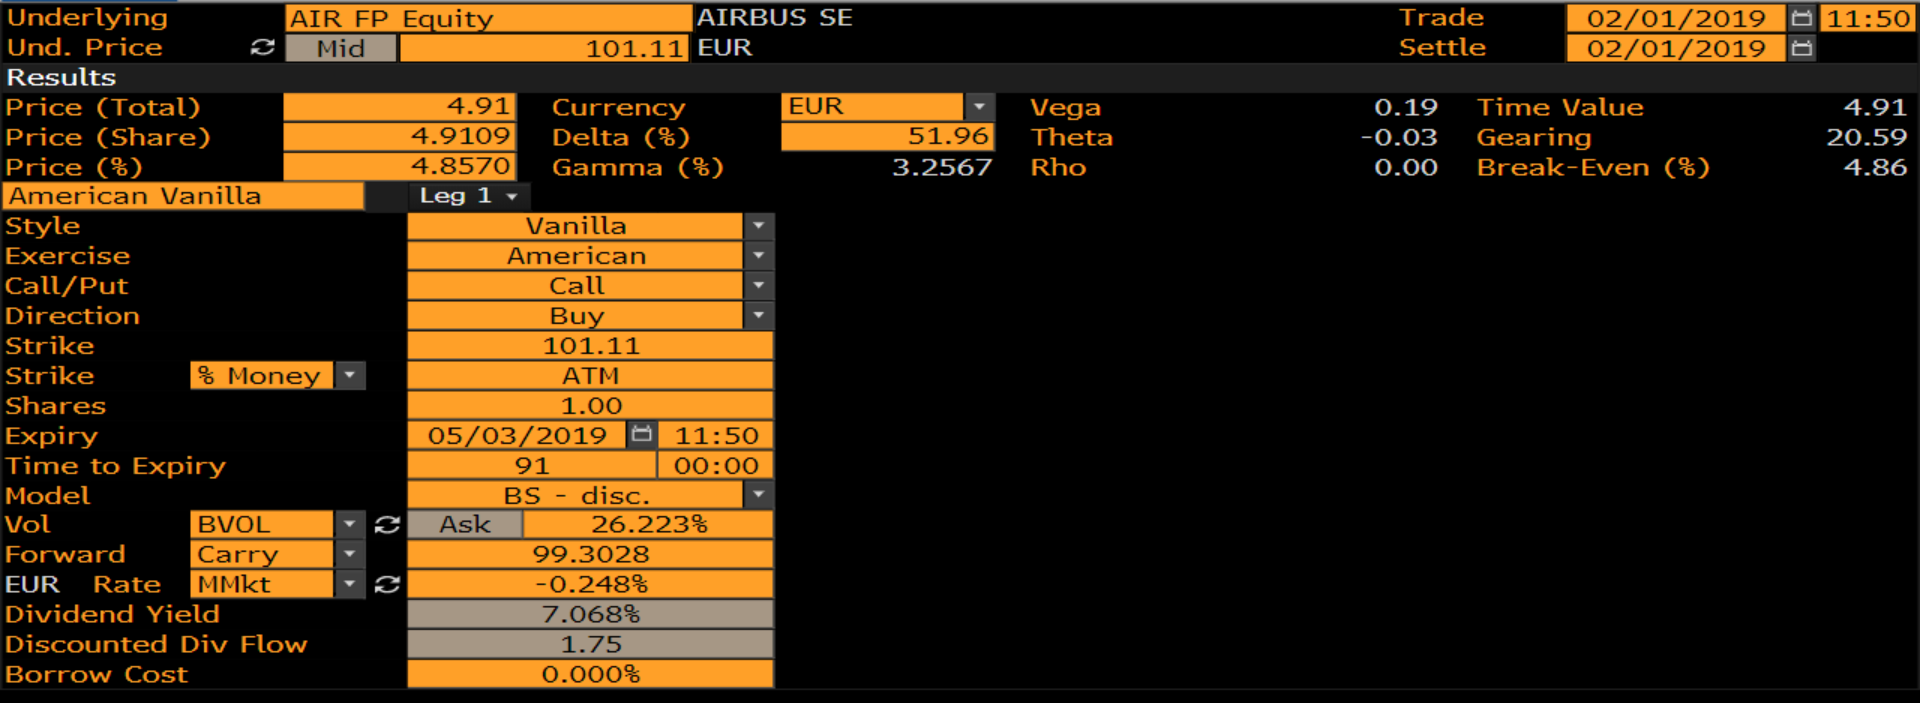 Underlying AIR FP Equity AIRBUS SE Trade 02/01/2019 11:50
Und. Price Mid 101.11 EUR Settle 02/01/2019
Results
Price (Total) 4.91 Currency EUR Vega 0.19 Time Value 4.91
Price (Share) 4.9109 Delta (%) 51.96 Theta -0.03 Gearing 20.59
Price (%) 4.8570 Gamma (%) 3.2567 Rho 0.00 Break-Even (%) 4.86
American Vanilla Leg 1
Style Vanilla
Exercise American
Call/Put Call
Direction Buy
Strike 101.11
Strike % Money ATM
Shares 1.00
Expiry 05/03/2019 11:50
Time to Expiry 91 00:00
Model BS - disc.
Vol BVOL Ask 26.223%
Forward Carry 99.3028
EUR Rate MMkt -0.248%
Dividend Yield 7.068%
Discounted Div Flow 1.75
Borrow Cost 0.000%